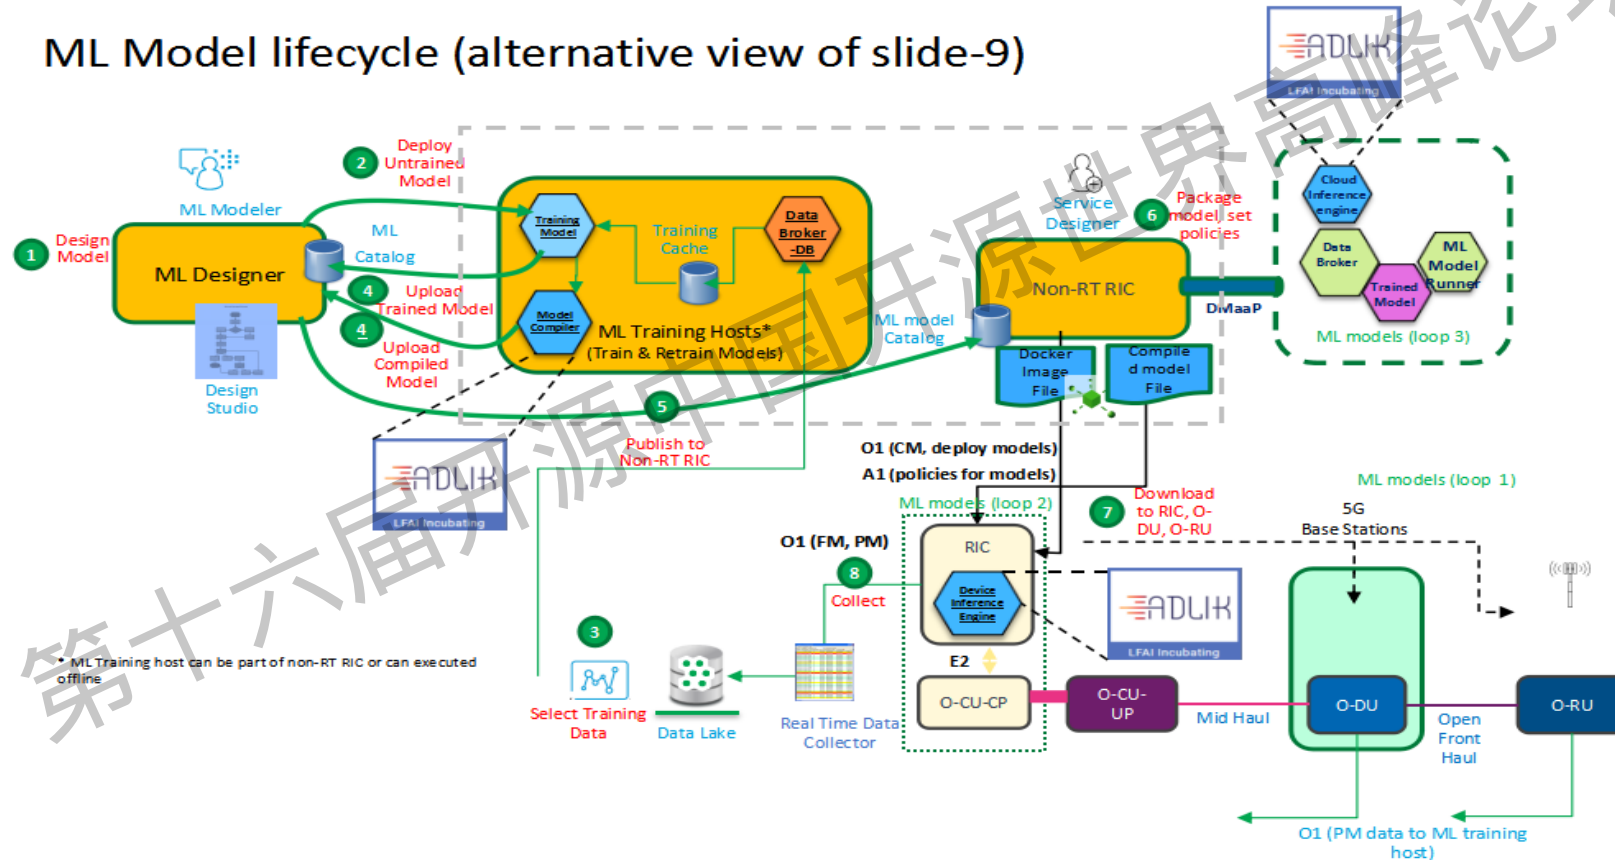 ML Model lifecycle (alternative view of slide-9)
ADLIK
LFAI Incubating
2
Deploy
Untrained
Model
ML Modeler
1
Design
Model
ML Designer
ML
Catalog
4
Upload
Trained Model
4
Upload
Compiled
Model
Design
Studio
Training
Model
Training
Cache
Data
Broker
-DB
Model
Compiler
ML Training Hosts*
(Train & Retrain Models)
5
Publish to
Non-RT RIC
ADLIK
LFAI Incubating
Service
Designer
6
Package
model, set
policies
Non-RT RIC
ML model
Catalog
DMaaP
Docker
Image
File
Compile
d model
File
Cloud
Inference
engine
Data
Broker
ML
Model
Runner
Trained
Model
ML models (loop 3)
O1 (CM, deploy models)
A1 (policies for models)
ML models (loop 2)
7
Download
to RIC, O-
DU, O-RU
ML models (loop 1)
5G
Base Stations
O1 (FM, PM)
8
Collect
RIC
Device
Inference
Engine
ADLIK
LFAI Incubating
E2
O-CU-CP
O-CU-
UP
Mid Haul
O-DU
Open
Front
Haul
O-RU
3
Select Training
Data
Data Lake
Real Time Data
Collector
* ML Training host can be part of non-RT RIC or can executed
offline
O1 (PM data to ML training
host)
第十六届开源中国开源世界高峰论